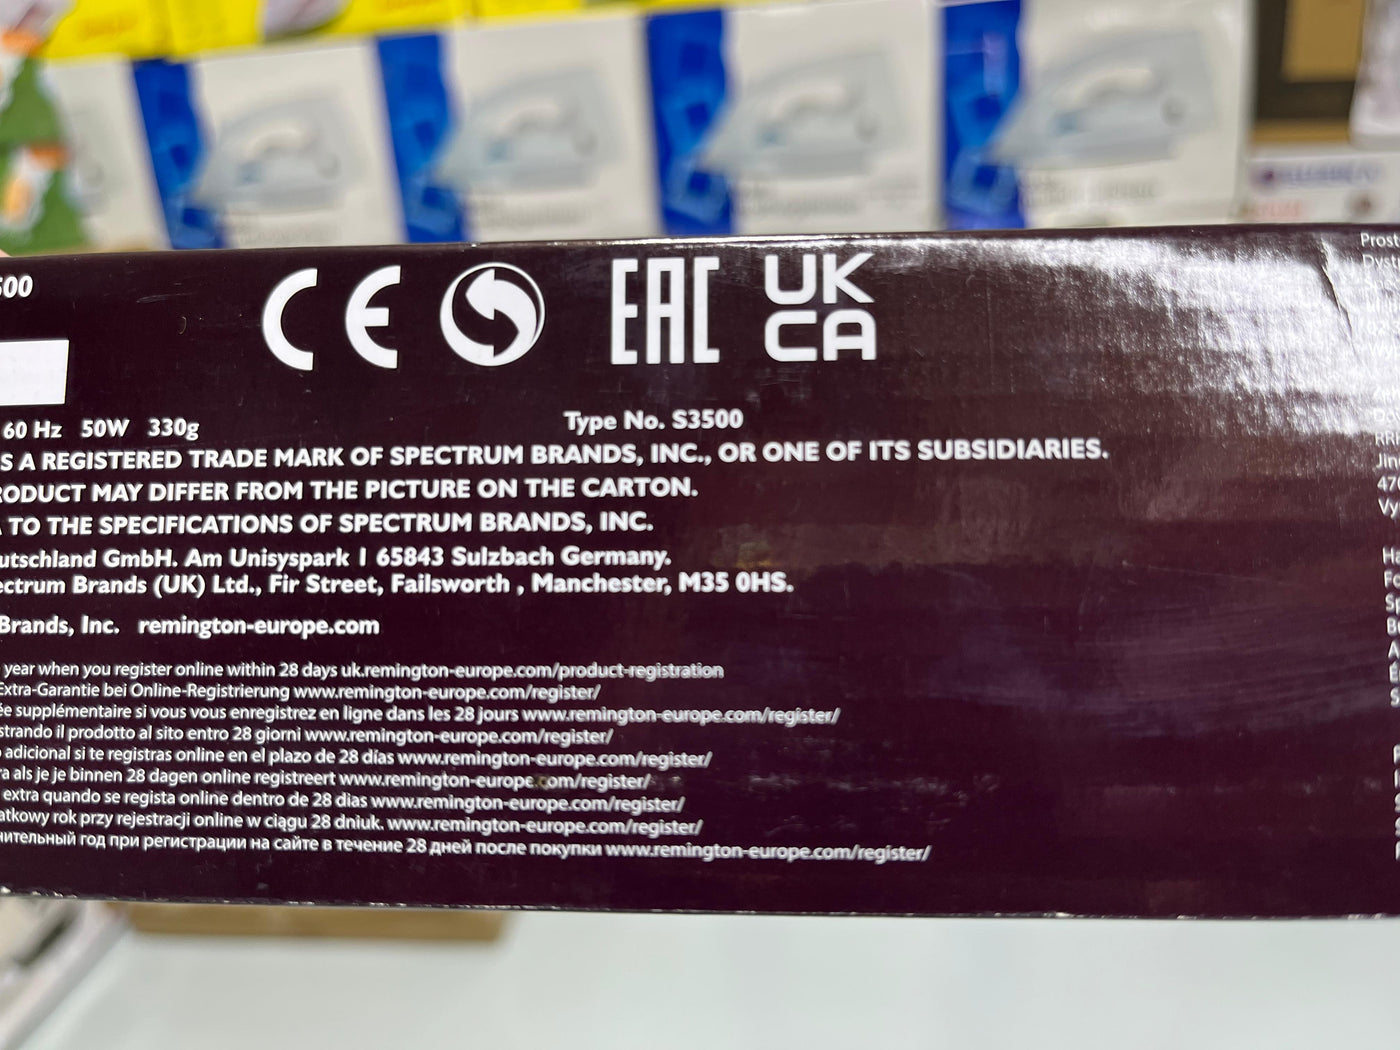 500
CE
EAC
UK
CA
60 Hz 50W 330g
Type No. S3500
S A REGISTERED TRADE MARK OF SPECTRUM BRANDS, INC., OR ONE OF ITS SUBSIDIARIES.
RODUCT MAY DIFFER FROM THE PICTURE ON THE CARTON.
A TO THE SPECIFICATIONS OF SPECTRUM BRANDS, INC.
utschland GmbH. Am Unisyspark 1 65843 Sulzbach Germany.
ectrum Brands (UK) Ltd., Fir Street, Failsworth , Manchester, M35 0HS.
Brands, Inc. remington-europe.com
year when you register online within 28 days uk.remington-europe.com/product-registration
Extra-Garantie bei Online-Registrierung www.remington-europe.com/register/
ée supplémentaire si vous vous enregistrez en ligne dans les 28 jours www.remington-europe.com/register/
strando il prodotto al sito entro 28 giorni www.remington-europe.com/register/
adicional si te registras online en el plazo de 28 días www.remington-europe.com/register/
ra als je je binnen 28 dagen online registreert www.remington-europe.com/register/
extra quando se regista online dentro de 28 dias www.remington-europe.com/register/
atkowy rok przy rejestracji online w ciągu 28 dniuk. www.remington-europe.com/register/
нительный год при регистрации на сайте в течение 28 дней после покупки www.remington-europe.com/register/
Prost
Dyst
Jin
470
Vy